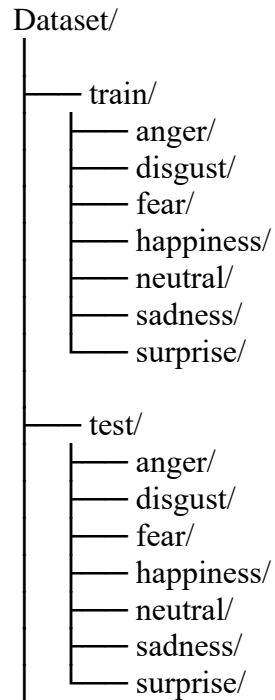 Dataset/
train/
anger/
disgust/
fear/
happiness/
neutral/
sadness/
surprise/
test/
anger/
disgust/
fear/
happiness/
neutral/
sadness/
surprise/